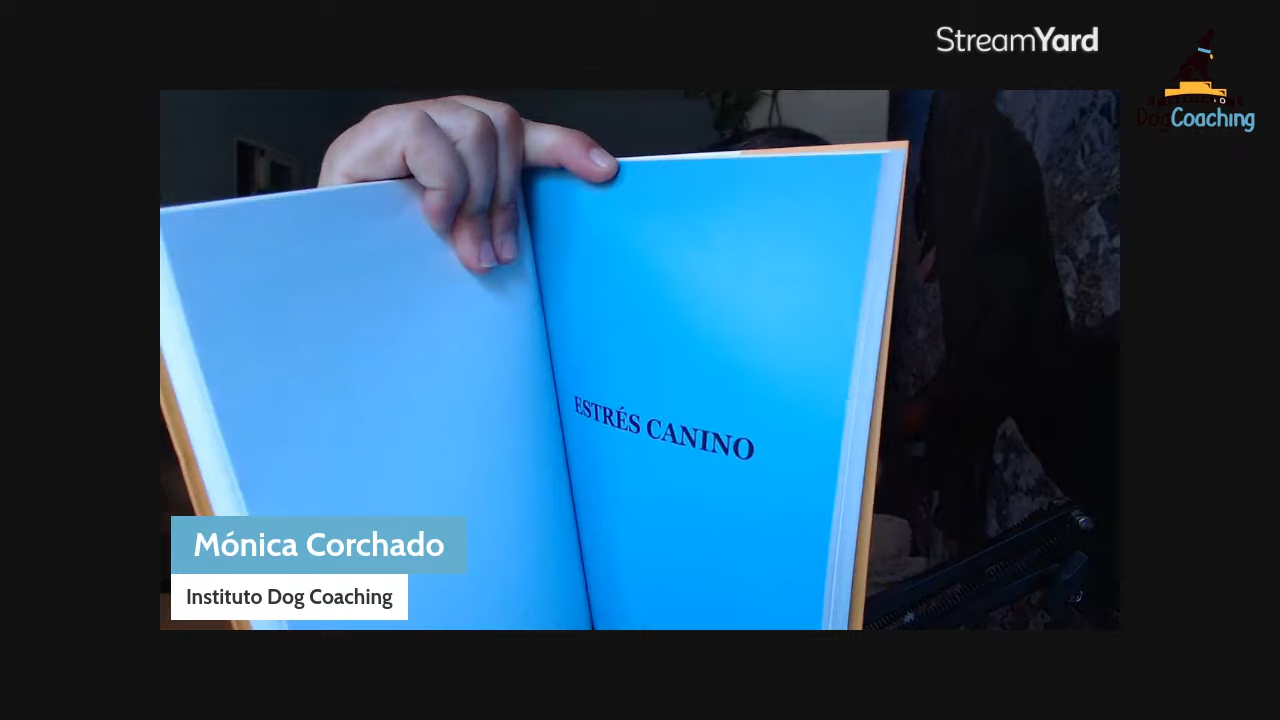 StreamYard
Dog Coaching
ESTRÉS CANINO
Mónica Corchado
Instituto Dog Coaching